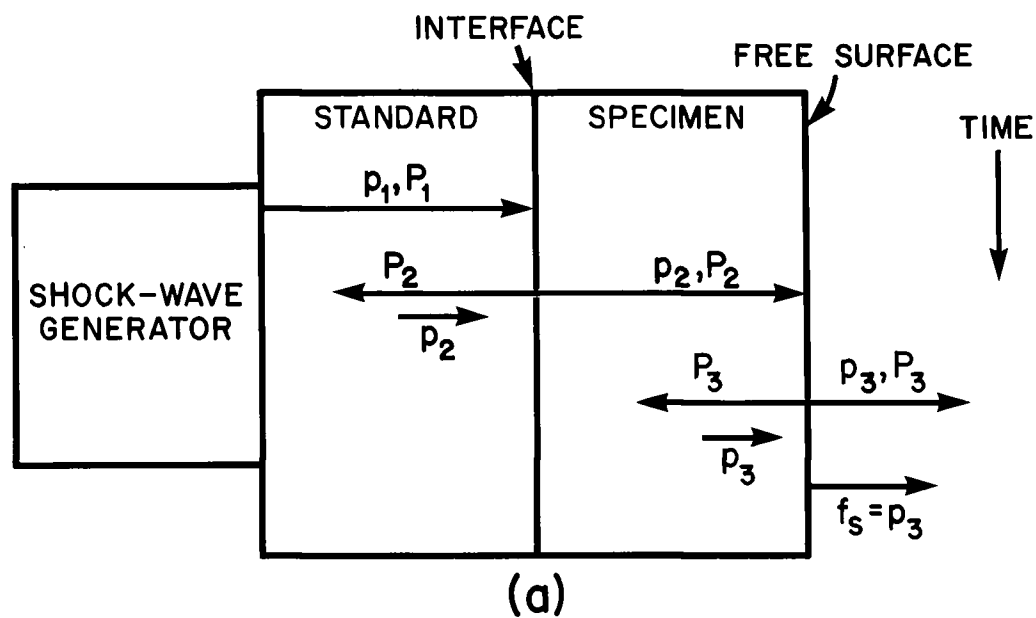 INTERFACE
FREE SURFACE
STANDARD
SPECIMEN
TIME
p₁, P₁
P₂
p₂, P₂
SHOCK–WAVE
GENERATOR
p₂
P₃
p₃, P₃
p₃
fₛ = p₃
(a)